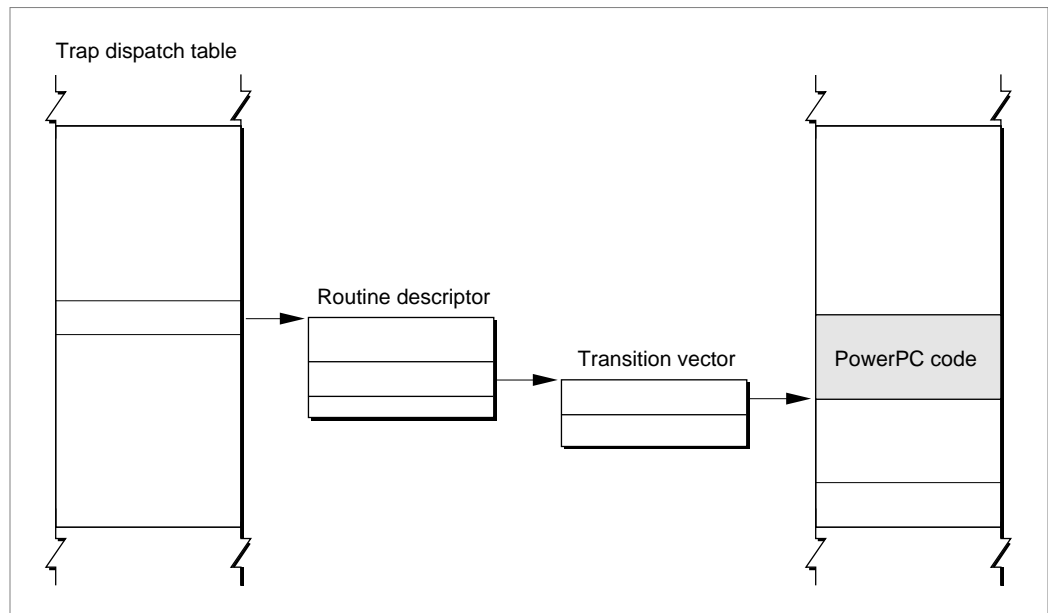 Trap dispatch table
Routine descriptor
Transition vector
PowerPC code